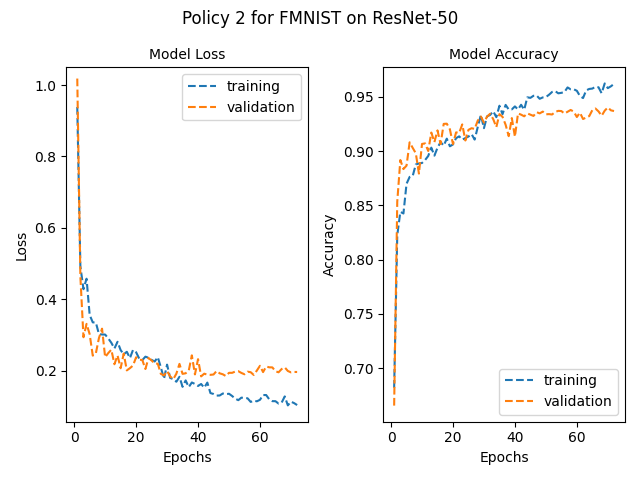 Policy 2 for FMNIST on ResNet-50
Model Loss
training
validation
1.0
0.8
0.6
0.4
0.2
Loss
0
20
40
60
Epochs
Model Accuracy
0.95
0.90
0.85
0.80
0.75
0.70
Accuracy
training
validation
0
20
40
60
Epochs